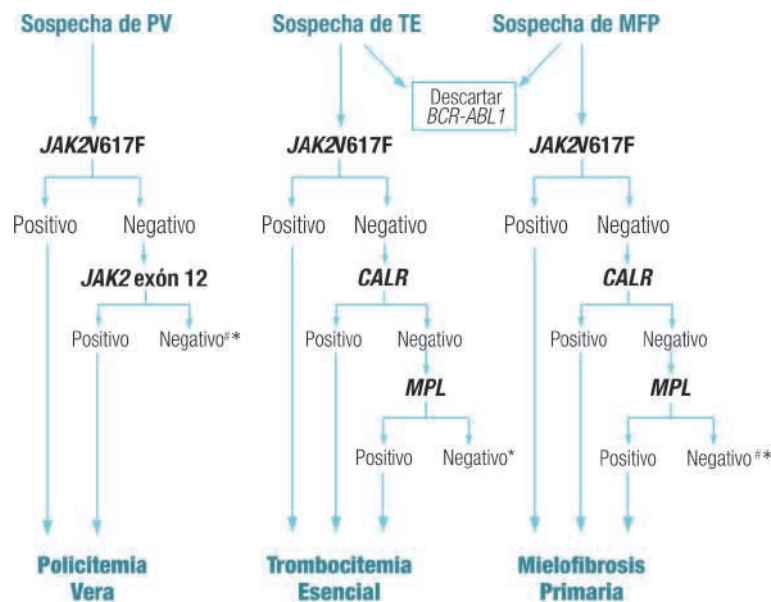 Sospecha de PV
Sospecha de TE
Sospecha de MFP
Descartar
BCR-ABL1
JAK2V617F
JAK2V617F
JAK2V617F
Positivo
Negativo
Positivo
Negativo
Positivo
Negativo
JAK2 exón 12
CALR
CALR
Positivo
Negativo#*
Positivo
Negativo
Positivo
Negativo
MPL
MPL
Positivo
Negativo*
Positivo
Negativo#*
Policitemia
Vera
Trombocitemia
Esencial
Mielofibrosis
Primaria